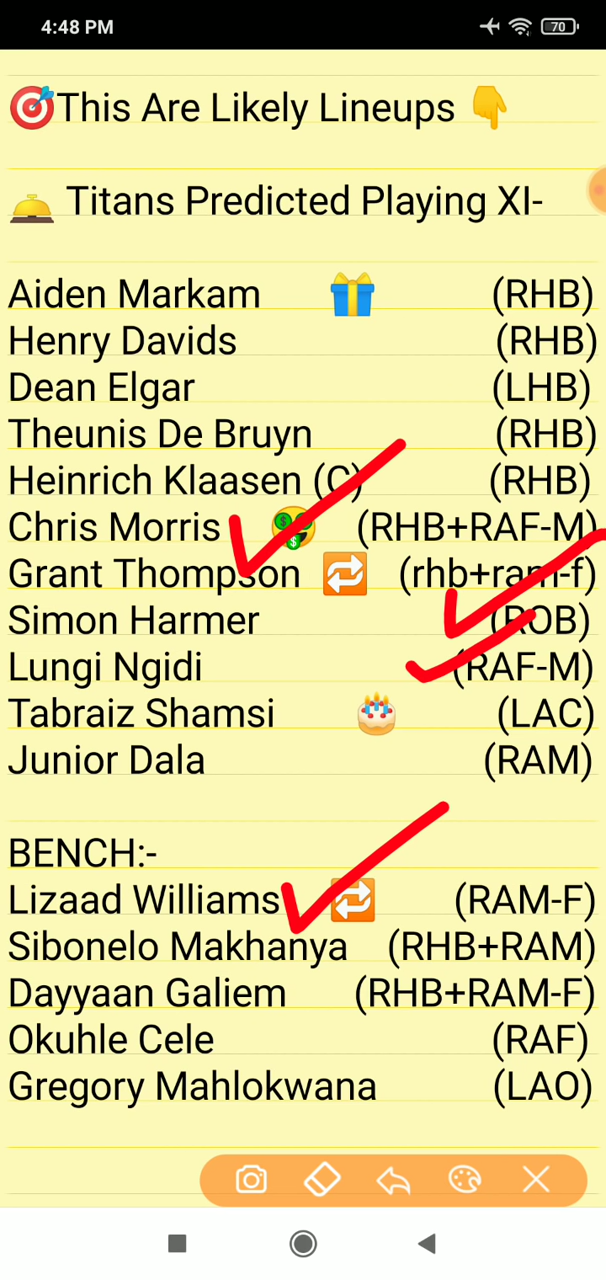 4:48 PM
70
🎯This Are Likely Lineups 👇
🛎️ Titans Predicted Playing XI-
Aiden Markam 🎁 (RHB)
Henry Davids (RHB)
Dean Elgar (LHB)
Theunis De Bruyn (RHB)
Heinrich Klaasen (C) (RHB)
Chris Morris 🤑 (RHB+RAF-M)
Grant Thompson 🔁 (rhb+ram-f)
Simon Harmer (ROB)
Lungi Ngidi (RAF-M)
Tabraiz Shamsi 🎂 (LAC)
Junior Dala (RAM)
BENCH:-
Lizaad Williams 🔁 (RAM-F)
Sibonelo Makhanya (RHB+RAM)
Dayyaan Galiem (RHB+RAM-F)
Okuhle Cele (RAF)
Gregory Mahlokwana (LAO)